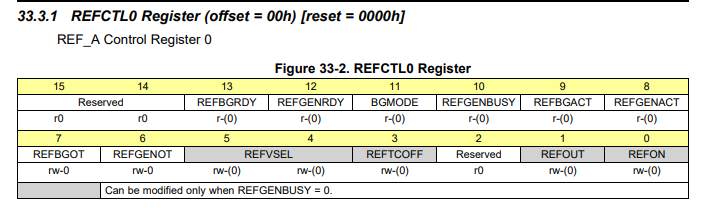 33.3.1 REFCTL0 Register (offset = 00h) [reset = 0000h]
REF_A Control Register 0
Figure 33-2. REFCTL0 Register
15 14 13 12 11 10 9 8
Reserved REFBGRDY REFGENRDY BGMODE REFGENBUSY REFBGACT REFGENACT
r0 r0 r-(0) r-(0) r-(0) r-(0) r-(0) r-(0)
7 6 5 4 3 2 1 0
REFBGOT REFGENOT REFVSEL REFTCOFF Reserved REFOUT REFON
rw-0 rw-0 rw-(0) rw-(0) rw-(0) r0 rw-(0) rw-(0)
Can be modified only when REFGENBUSY = 0.